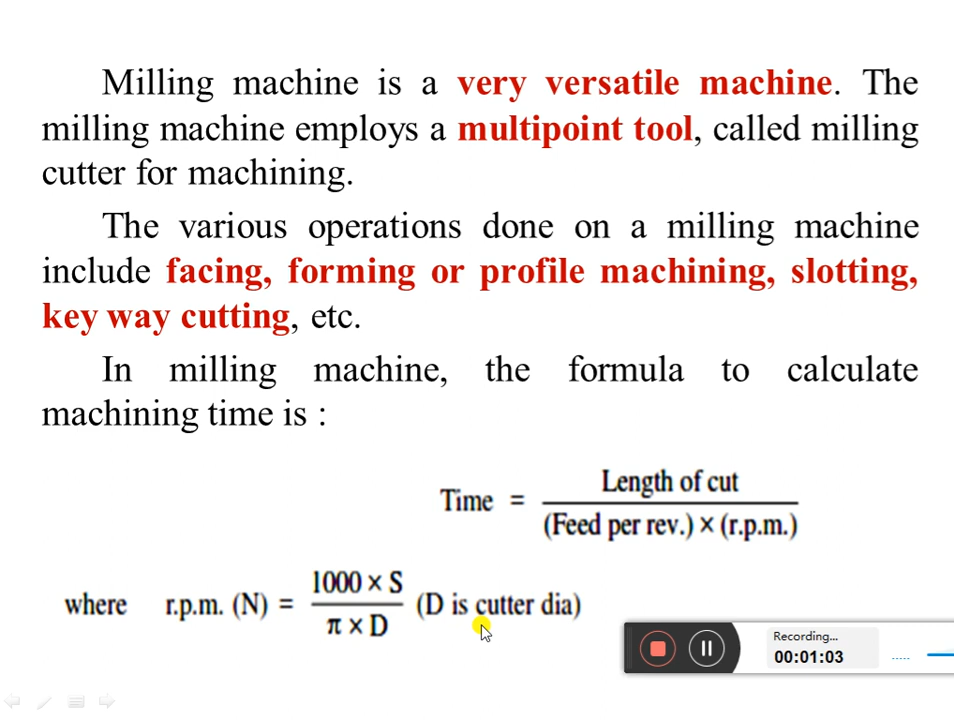 Milling machine is a very versatile machine. The
milling machine employs a multipoint tool, called milling
cutter for machining.
The various operations done on a milling machine
include facing, forming or profile machining, slotting,
key way cutting, etc.
In milling machine, the formula to calculate
machining time is :
Time = Length of cut / (Feed per rev.) × (r.p.m.)
where r.p.m. (N) = 1000 × S / π × D (D is cutter dia)
Recording...
00:01:03